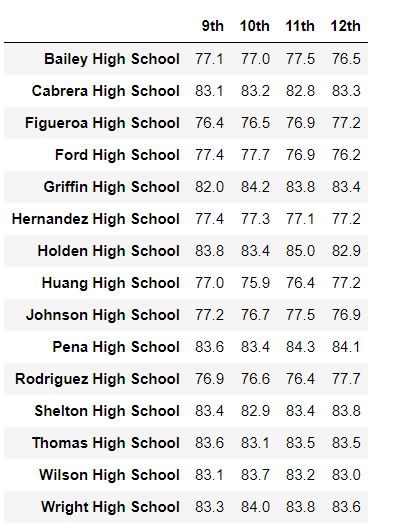 9th 10th 11th 12th
Bailey High School 77.1 77.0 77.5 76.5
Cabrera High School 83.1 83.2 82.8 83.3
Figueroa High School 76.4 76.5 76.9 77.2
Ford High School 77.4 77.7 76.9 76.2
Griffin High School 82.0 84.2 83.8 83.4
Hernandez High School 77.4 77.3 77.1 77.2
Holden High School 83.8 83.4 85.0 82.9
Huang High School 77.0 75.9 76.4 77.2
Johnson High School 77.2 76.7 77.5 76.9
Pena High School 83.6 83.4 84.3 84.1
Rodriguez High School 76.9 76.6 76.4 77.7
Shelton High School 83.4 82.9 83.4 83.8
Thomas High School 83.6 83.1 83.5 83.5
Wilson High School 83.1 83.7 83.2 83.0
Wright High School 83.3 84.0 83.8 83.6